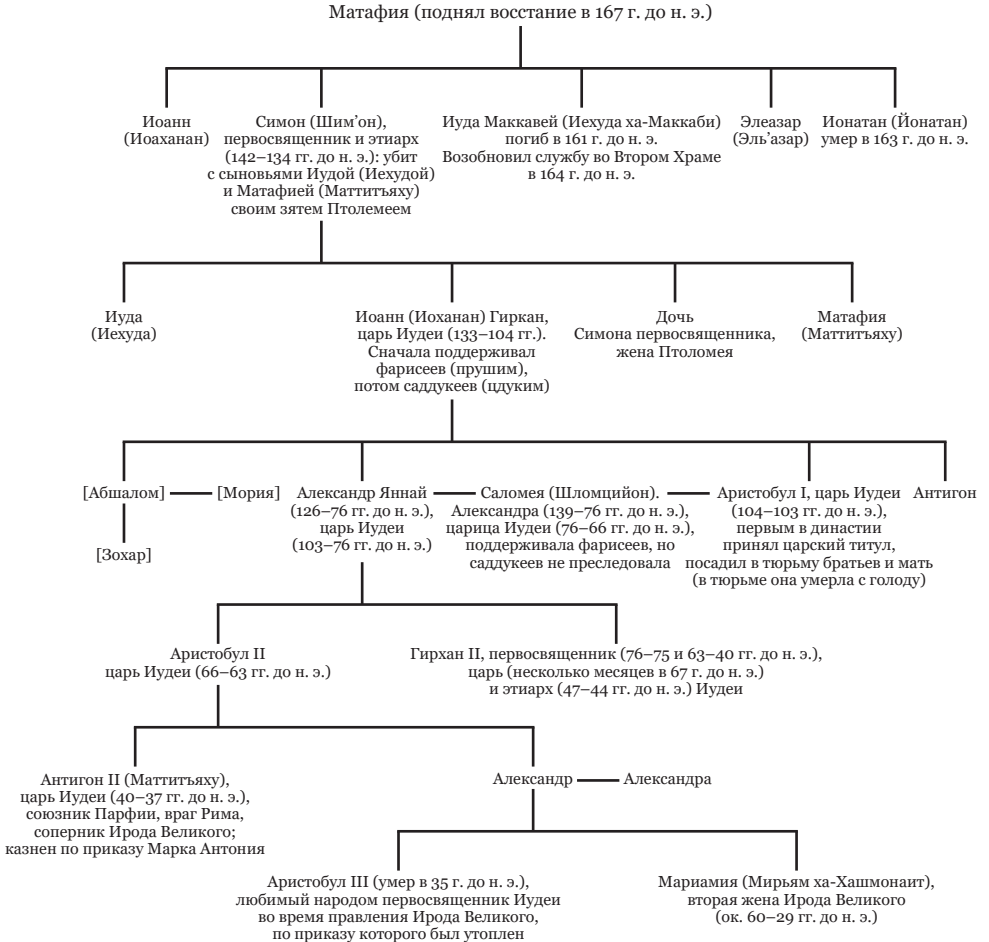 Матафия (поднял восстание в 167 г. до н. э.)
Иоанн
(Иоаханан)
Симон (Шим’он),
первосвященник и этиарх
(142–134 гг. до н. э.): убит
с сыновьями Иудой (Иехудой)
и Матафией (Маттитъяху)
своим зятем Птолемеем
Иуда Маккавей (Иехуда ха-Маккаби)
погиб в 161 г. до н. э.
Возобновил службу во Втором Храме
в 164 г. до н. э.
Элеазар
(Эль’азар)
Ионатан (Йонатан)
умер в 163 г. до н. э.
Иуда
(Иехуда)
Иоанн (Иоханан) Гиркан,
царь Иудеи (133–104 гг.).
Сначала поддерживал
фарисеев (прушим),
потом саддукеев (цдуким)
Дочь
Симона первосвященника,
жена Птоломея
Матафия
(Маттитъяху)
[Абшалом]
[Мория]
[Зохар]
Александр Яннай
(126–76 гг. до н. э.),
царь Иудеи
(103–76 гг. до н. э.)
Саломея (Шломцийон).
Александра (139–76 до н. э.),
царица Иудеи (76–66 гг. до н. э.),
поддерживала фарисеев, но
саддукеев не преследовала
Аристобул I, царь Иудеи
(104–103 гг. до н. э.),
первым в династии
принял царский титул,
посадил в тюрьму братьев и мать
(в тюрьме она умерла с голоду)
Антигон
Аристобул II
царь Иудеи (66–63 гг. до н. э.)
Гирхан II, первосвященник (76–75 и 63–40 гг. до н. э.),
царь (несколько месяцев в 67 г. до н. э.)
и этиарх (47–44 гг. до н. э.) Иудеи
Антигон II (Маттитъяху),
царь Иудеи (40–37 гг. до н. э.),
союзник Парфии, враг Рима,
соперник Ирода Великого;
казнен по приказу Марка Антония
Александр
Александра
Аристобул III (умер в 35 г. до н. э.),
любимый народом первосвященник Иудеи
во время правления Ирода Великого,
по приказу которого был утоплен
Мариамия (Мирьям ха-Хашмонаит),
вторая жена Ирода Великого
(ок. 60–29 гг. до н. э.)